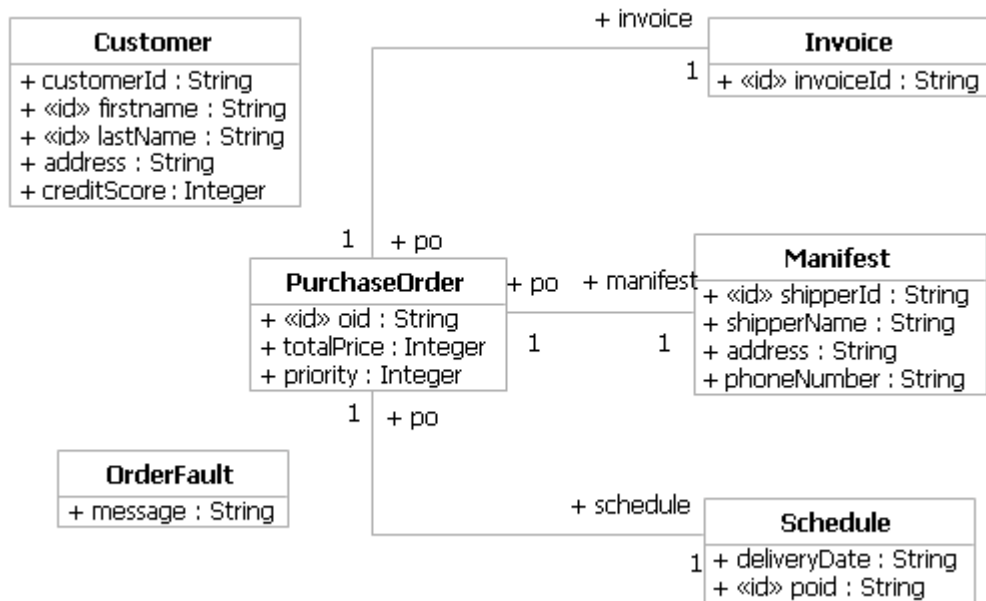 + invoice
Customer
+ customerId : String
+ «id» firstname : String
+ «id» lastName : String
+ address : String
+ creditScore : Integer
Invoice
1
+ «id» invoiceId : String
1
+ po
PurchaseOrder
+ «id» oid : String
+ totalPrice : Integer
+ priority : Integer
+ po
+ manifest
1
1
Manifest
+ «id» shipperId : String
+ shipperName : String
+ address : String
+ phoneNumber : String
1
+ po
OrderFault
+ message : String
+ schedule
1
Schedule
+ deliveryDate : String
+ «id» poid : String